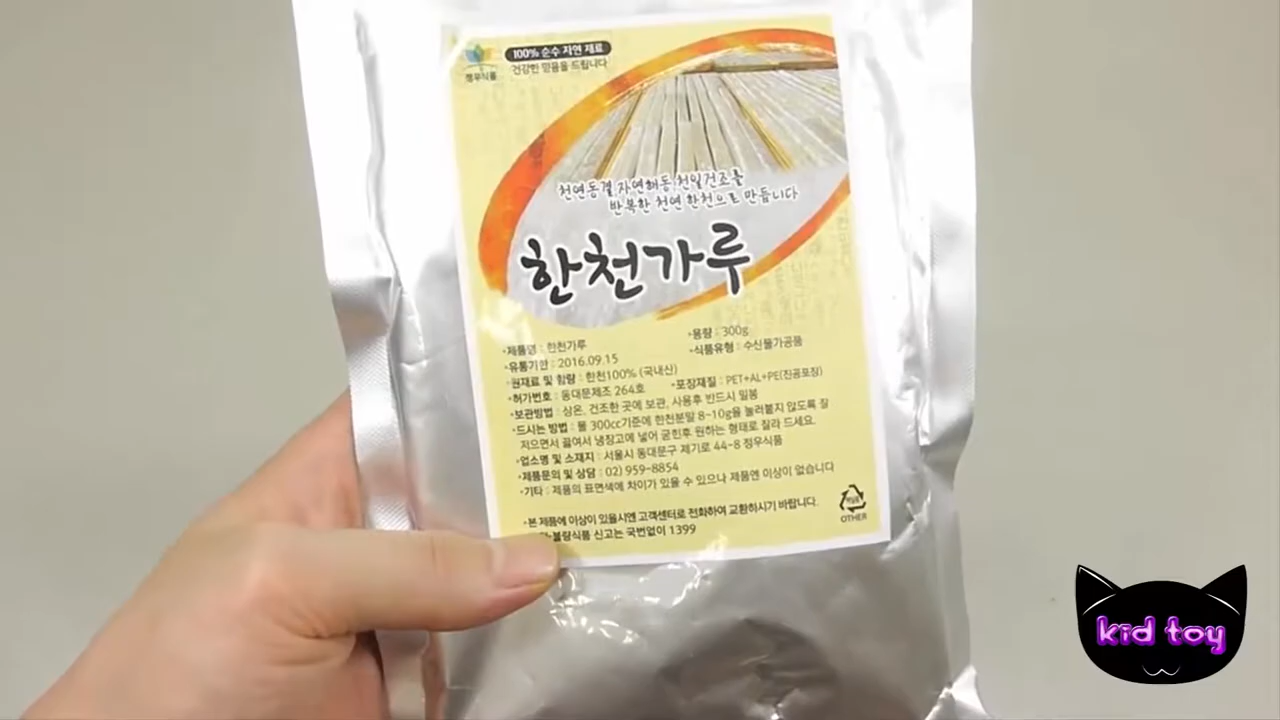 100% 순수 자연 재료
건강한 믿음을 드립니다
정우식품
천연동결 자연해동 천일건조를
반복한 천연 한천으로 만듭니다
한천가루
•제품명 : 한천가루 •용량 : 300g
•유통기한 : 2016.09.15 •식품유형 : 수산물가공품
•원재료 및 함량 : 한천100% (국내산)
•허가번호 : 동대문제조 264호 •포장재질 : PET+AL+PE(진공포장)
•보관방법 : 상온, 건조한 곳에 보관, 사용후 반드시 밀봉
•드시는 방법 : 물 300cc기준에 한천분말 8~10g을 눌러붙지 않도록 잘
저으면서 끓여서 냉장고에 넣어 굳힌후 원하는 형태로 잘라 드세요.
•업소명 및 소재지 : 서울시 동대문구 제기로 44-8 정우식품
•제품문의 및 상담 : 02) 959-8854
•기타 : 제품의 표면색에 차이가 있을 수 있으나 제품엔 이상이 없습니다
•본 제품에 이상이 있을시엔 고객센터로 전화하여 교환하시기 바랍니다.
불량식품 신고는 국번없이 1399
OTHER
kid toy